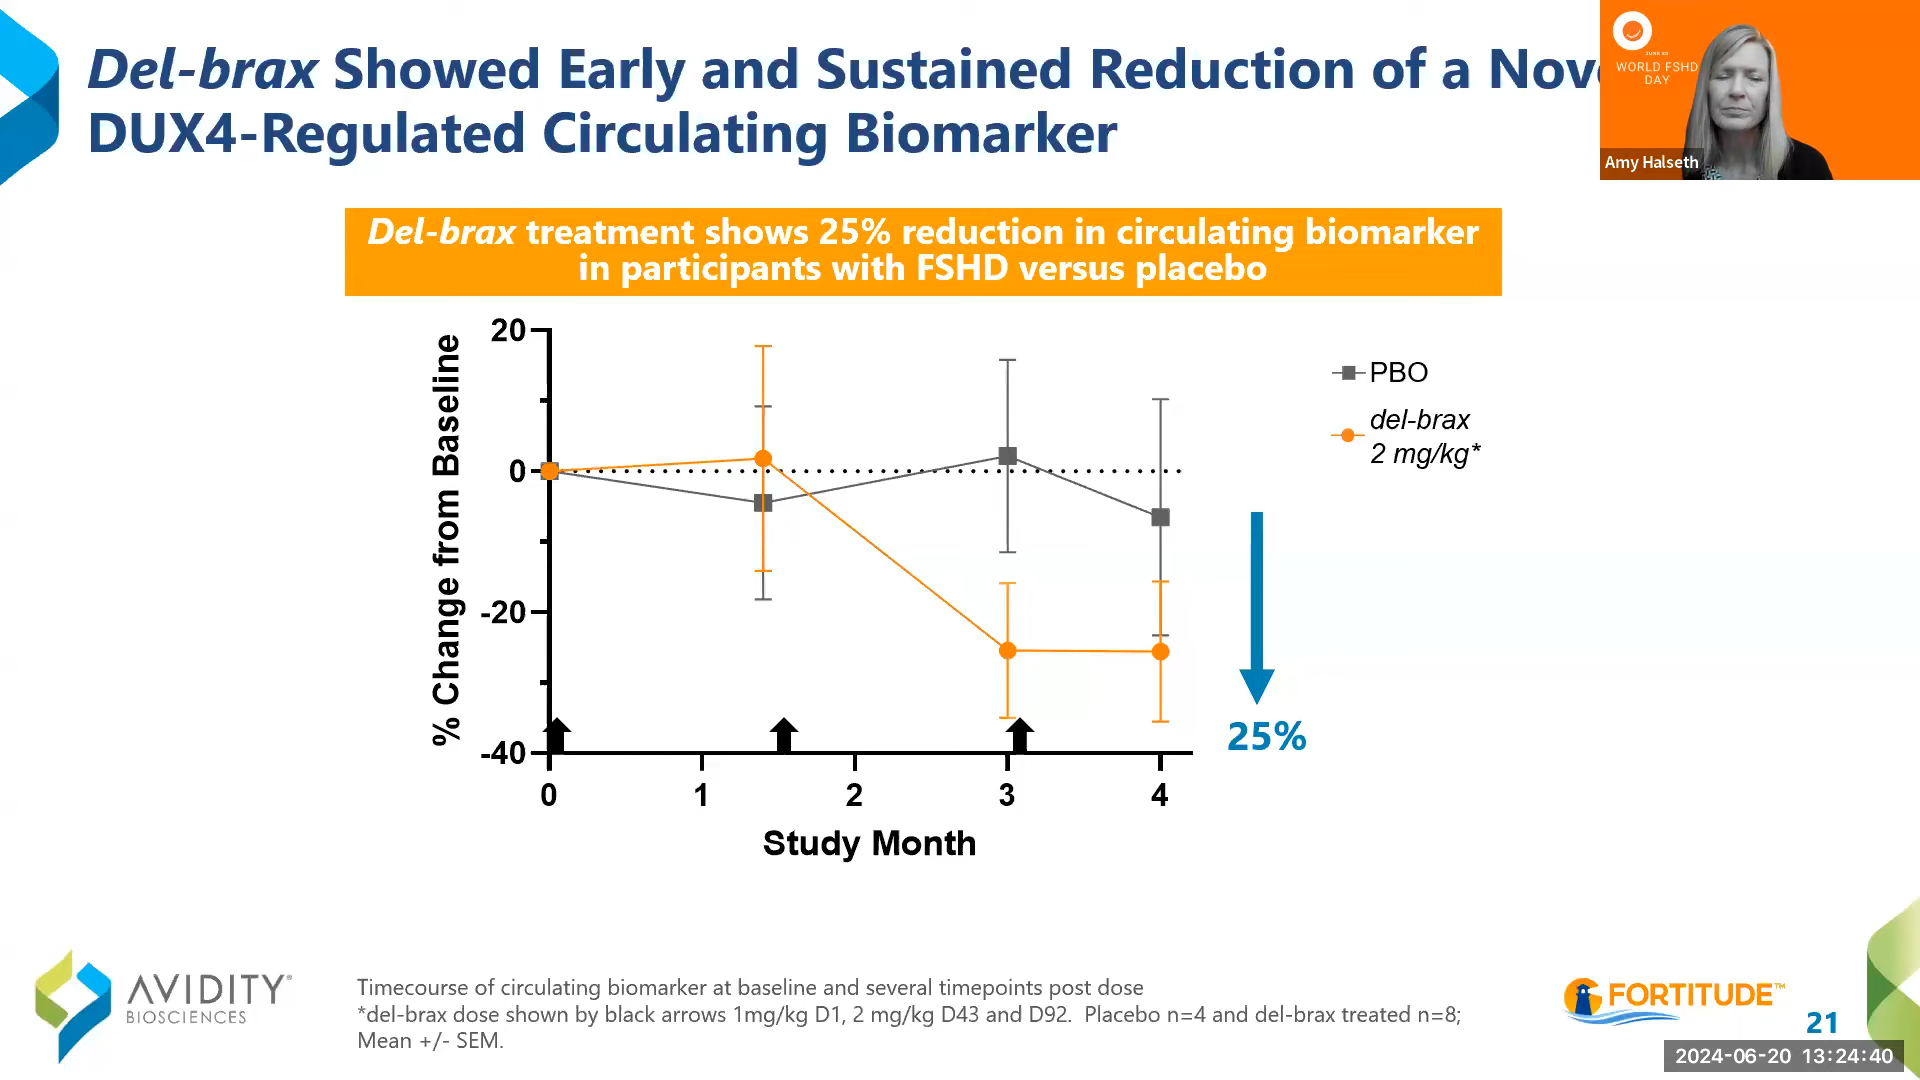 Del-brax Showed Early and Sustained Reduction of a
DUX4-Regulated Circulating Biomarker
JUNE 20
WORLD FSHD
DAY
Amy Halseth
Del-brax treatment shows 25% reduction in circulating biomarker
in participants with FSHD versus placebo
% Change from Baseline
20
0
-20
-40
0 1 2 3 4
Study Month
PBO
del-brax
2 mg/kg*
25%
AVIDITY®
BIOSCIENCES
Timecourse of circulating biomarker at baseline and several timepoints post dose
*del-brax dose shown by black arrows 1mg/kg D1, 2 mg/kg D43 and D92. Placebo n=4 and del-brax treated n=8;
Mean +/- SEM.
FORTITUDE™
21
2024-06-20 13:24:40